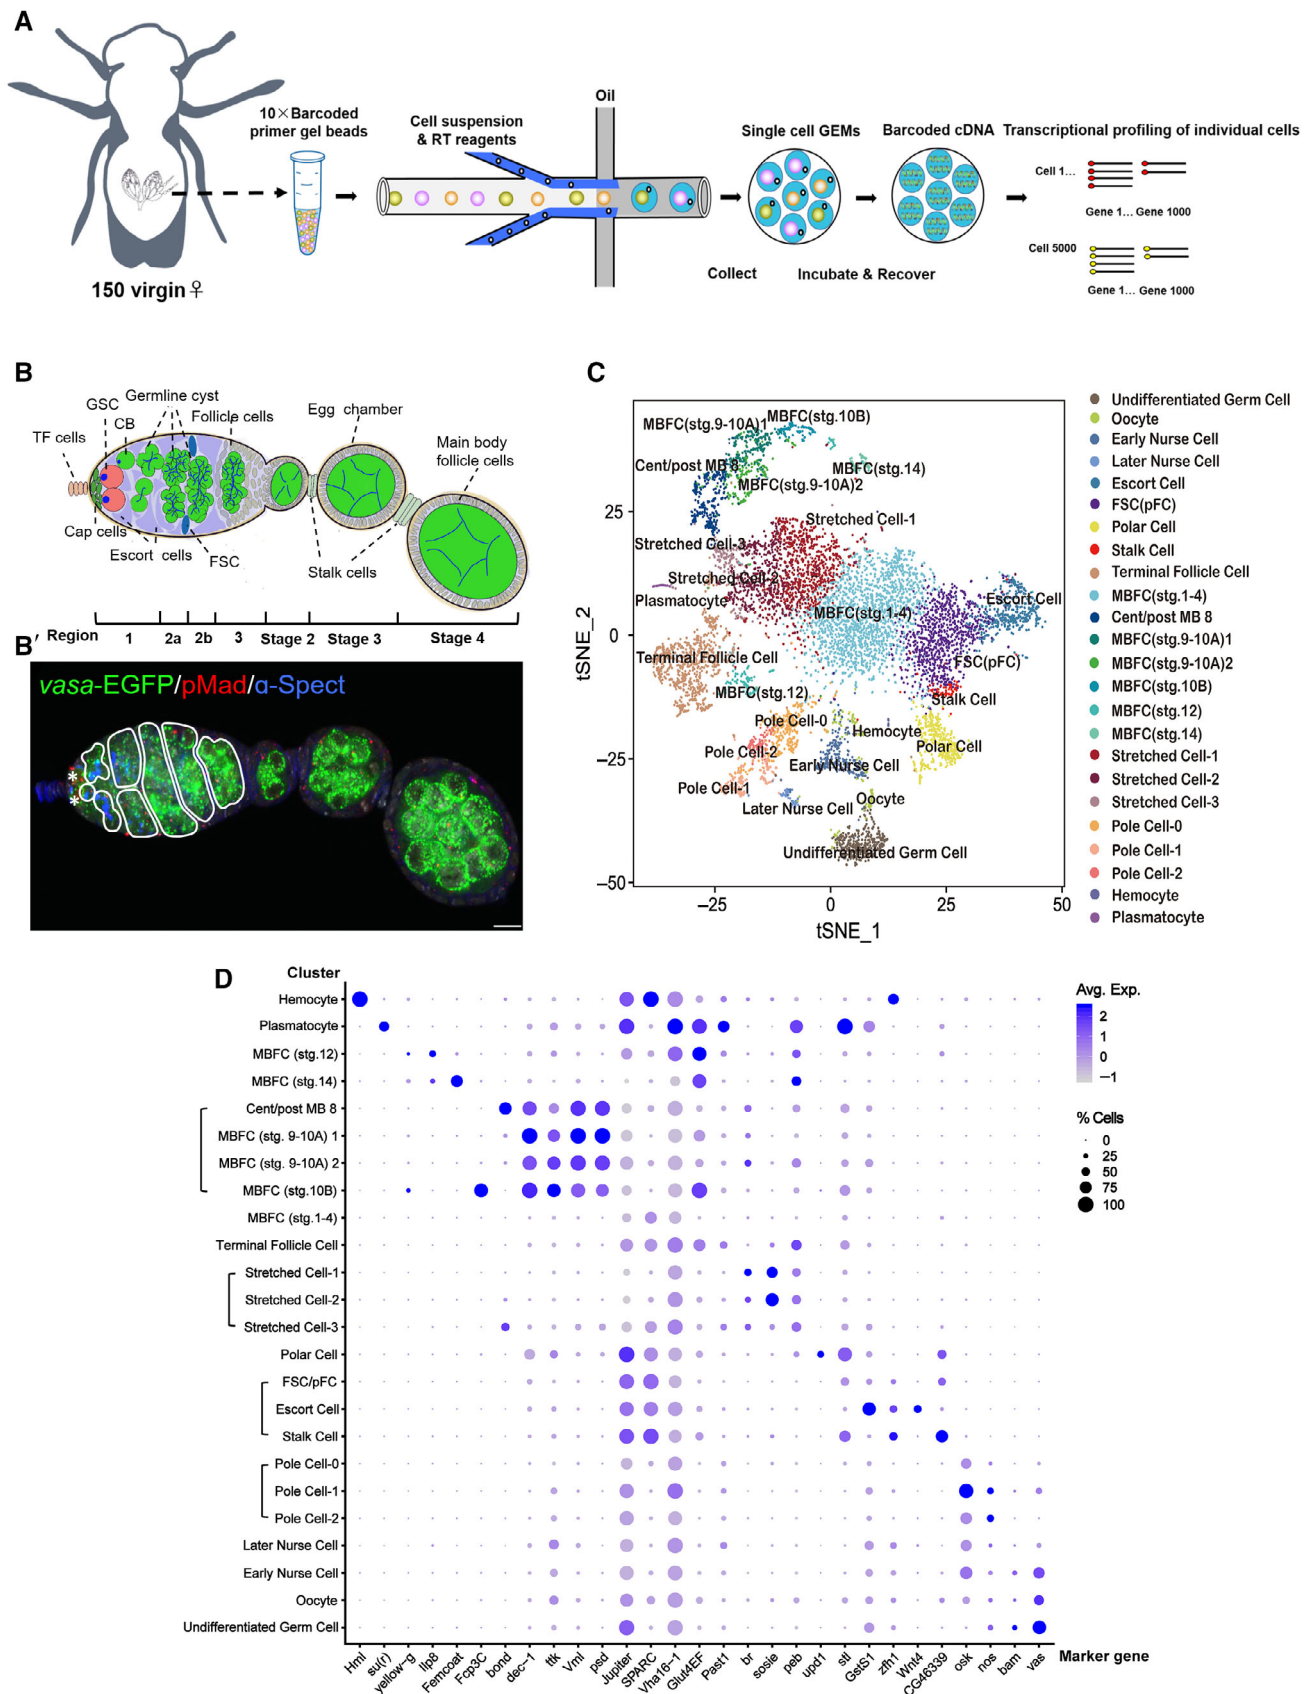 A
10×Barcoded
primer gel beads
Cell suspension
& RT reagents
Oil
Single cell GEMs
Barcoded cDNA
Transcriptional profiling of individual cells
Cell 1...
Gene 1... Gene 1000
Cell 5000
Gene 1... Gene 1000
Collect
Incubate & Recover
150 virgin♀
B
Germline cyst
GSC
CB
Follicle cells
TF cells
Egg chamber
Main body
follicle cells
Cap cells
Escort cells
FSC
Stalk cells
Region
1
2a
2b
3
Stage 2
Stage 3
Stage 4
B′
vasa-EGFP/pMad/α-Spect
*
*
C
MBFC(stg.9-10A)1
MBFC(stg.10B)
Cent/post MB 8
MBFC(stg.14)
MBFC(stg.9-10A)2
Stretched Cell-1
Stretched Cell-3
Stretched Cell-2
Plasmatocyte
MBFC(stg.1-4)
Escort Cell
Terminal Follicle Cell
FSC(pFC)
MBFC(stg.12)
Stalk Cell
Pole Cell-0
Hemocyte
Pole Cell-2
Polar Cell
Early Nurse Cell
Pole Cell-1
Later Nurse Cell
Oocyte
Undifferentiated Germ Cell
25
0
−25
−50
−25
0
25
50
tSNE_1
tSNE_2
Undifferentiated Germ Cell
Oocyte
Early Nurse Cell
Later Nurse Cell
Escort Cell
FSC(pFC)
Polar Cell
Stalk Cell
Terminal Follicle Cell
MBFC(stg.1-4)
Cent/post MB 8
MBFC(stg.9-10A)1
MBFC(stg.9-10A)2
MBFC(stg.10B)
MBFC(stg.12)
MBFC(stg.14)
Stretched Cell-1
Stretched Cell-2
Stretched Cell-3
Pole Cell-0
Pole Cell-1
Pole Cell-2
Hemocyte
Plasmatocyte
D
Cluster
Hemocyte
Plasmatocyte
MBFC (stg.12)
MBFC (stg.14)
Cent/post MB 8
MBFC (stg. 9-10A) 1
MBFC (stg. 9-10A) 2
MBFC (stg.10B)
MBFC (stg.1-4)
Terminal Follicle Cell
Stretched Cell-1
Stretched Cell-2
Stretched Cell-3
Polar Cell
FSC/pFC
Escort Cell
Stalk Cell
Pole Cell-0
Pole Cell-1
Pole Cell-2
Later Nurse Cell
Early Nurse Cell
Oocyte
Undifferentiated Germ Cell
Hml
su(r)
yellow−g
Ilp8
Femcoat
Fcp3C
bond
dec−1
ttk
Vml
psd
Jupiter
SPARC
Vha16−1
Glut4EF
Past1
br
sosie
peb
upd1
stl
GstS1
zfh1
Wnt4
CG46339
osk
nos
bam
vas
Marker gene
Avg. Exp.
2
1
0
−1
% Cells
0
25
50
75
100